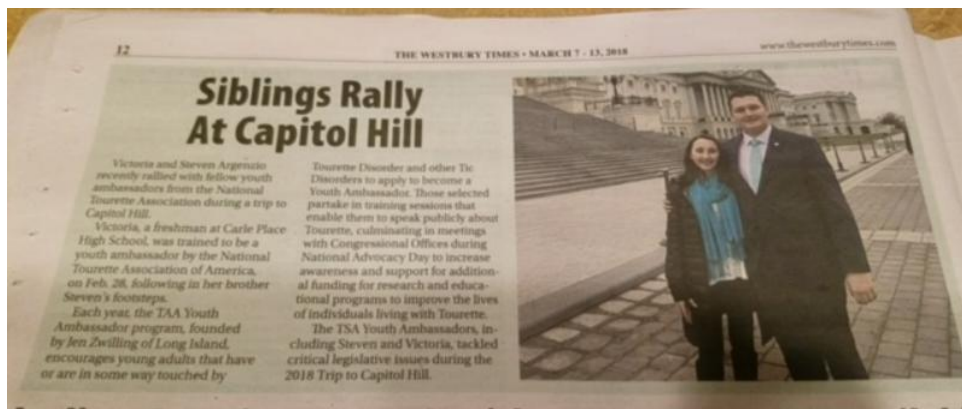 12
THE WESTBURY TIMES • MARCH 7 - 13, 2018
www.thewestburytimes.com
Siblings Rally
At Capitol Hill
Victoria and Steven Argenzio
recently rallied with fellow youth
ambassadors from the National
Tourette Association during a trip to
Capitol Hill.
Victoria, a freshman at Carle Place
High School, was trained to be a
youth ambassador by the National
Tourette Association of America,
on Feb. 28, following in her brother
Steven's footsteps.
Each year, the TAA Youth
Ambassador program, founded
by Jen Zwilling of Long Island,
encourages young adults that have
or are in some way touched by
Tourette Disorder and other Tic
Disorders to apply to become a
Youth Ambassador. Those selected
partake in training sessions that
enable them to speak publicly about
Tourette, culminating in meetings
with Congressional Offices during
National Advocacy Day to increase
awareness and support for addition-
al funding for research and educa-
tional programs to improve the lives
of individuals living with Tourette.
The TSA Youth Ambassadors, in-
cluding Steven and Victoria, tackled
critical legislative issues during the
2018 Trip to Capitol Hill.